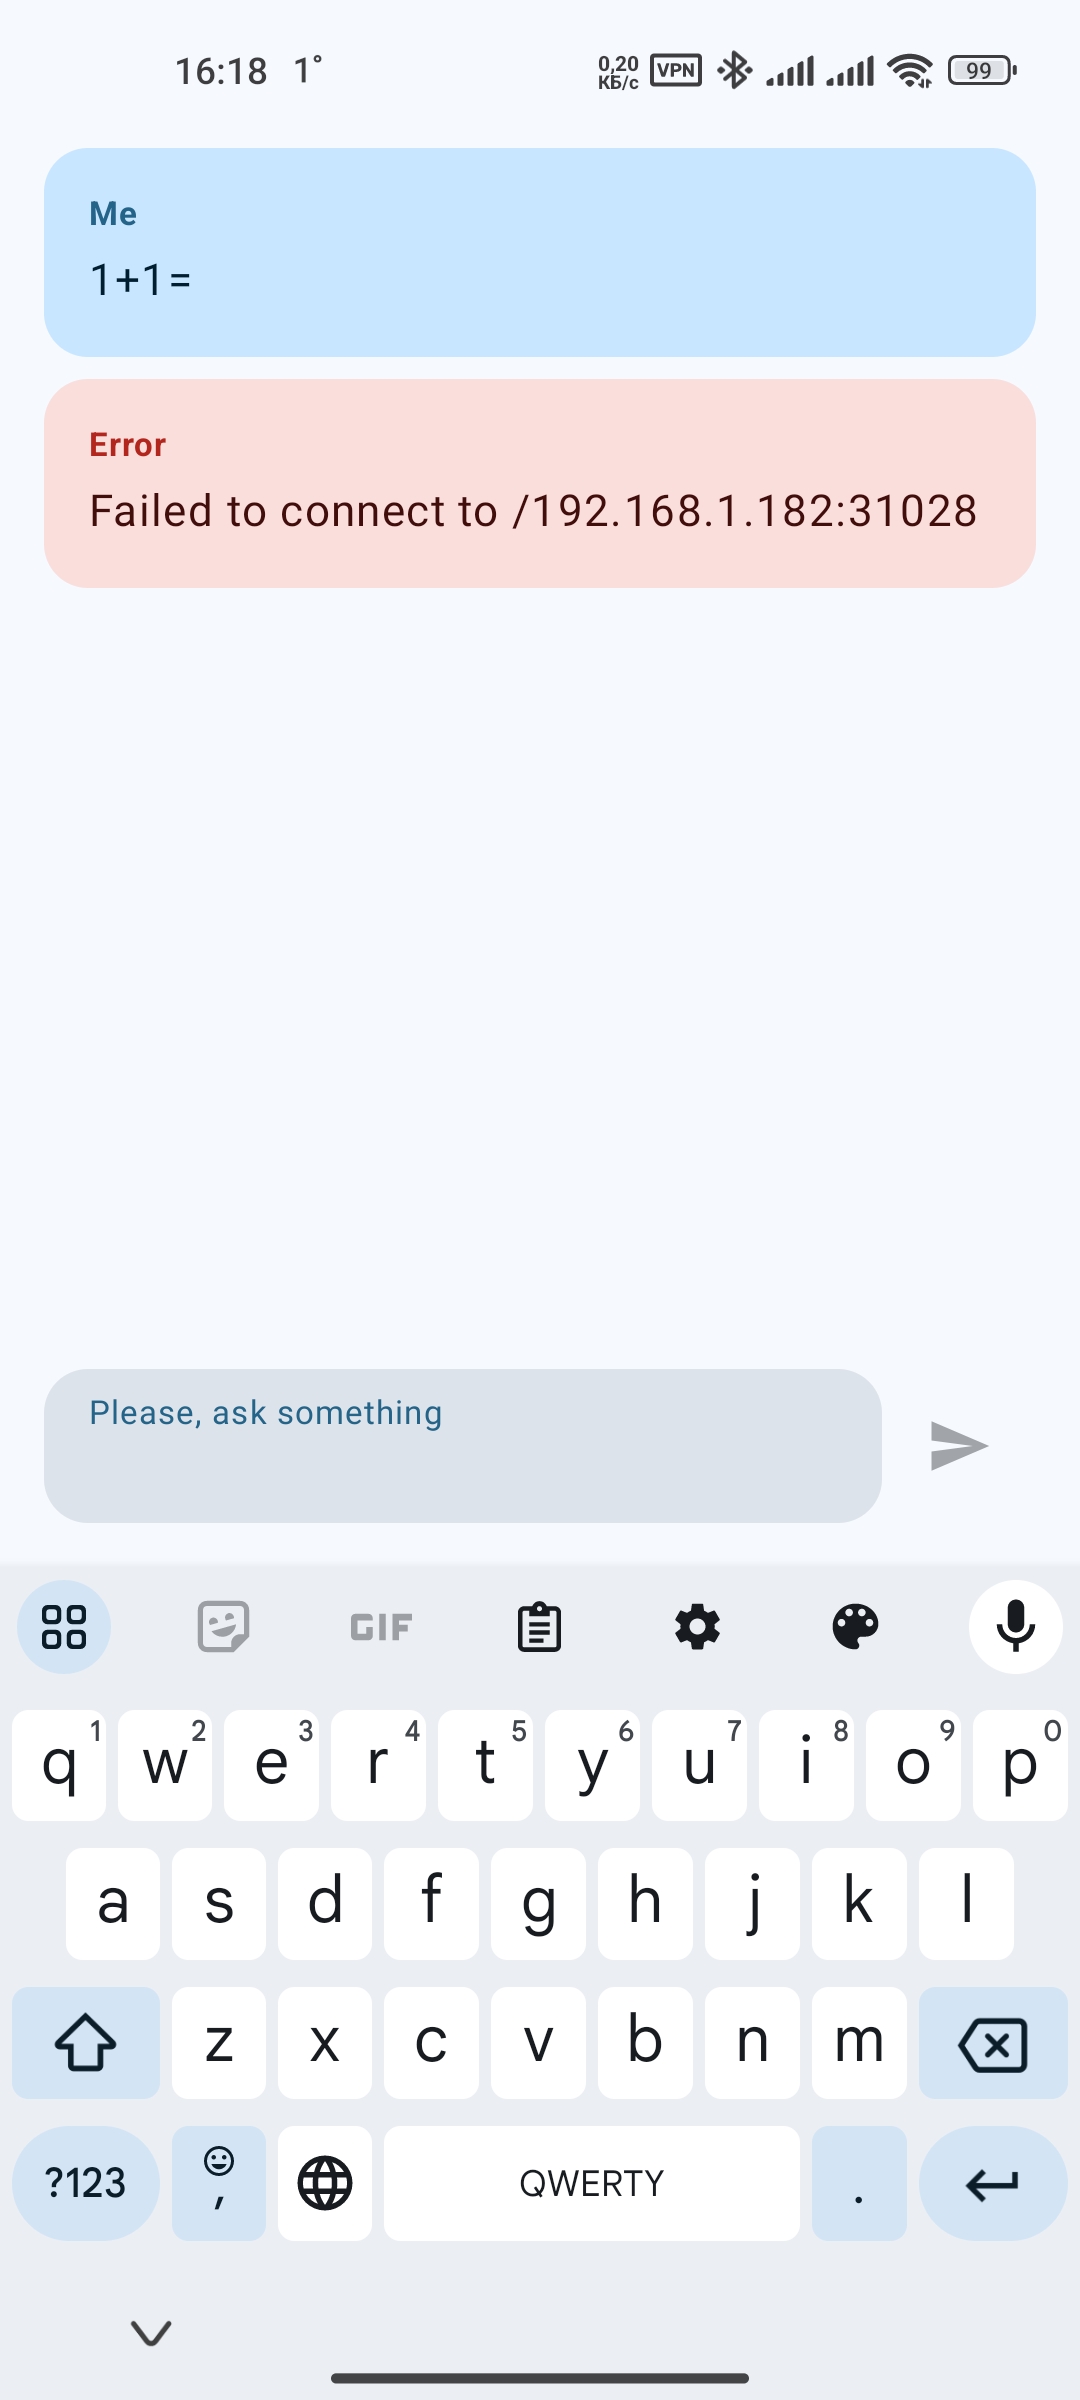 16:18 1° 0,20 КБ/с VPN 99
Me
1+1=
Error
Failed to connect to /192.168.1.182:31028
Please, ask something
GIF
q 1 w 2 e 3 r 4 t 5 y 6 u 7 i 8 o 9 p 0
a s d f g h j k l
z x c v b n m
?123 , QWERTY .